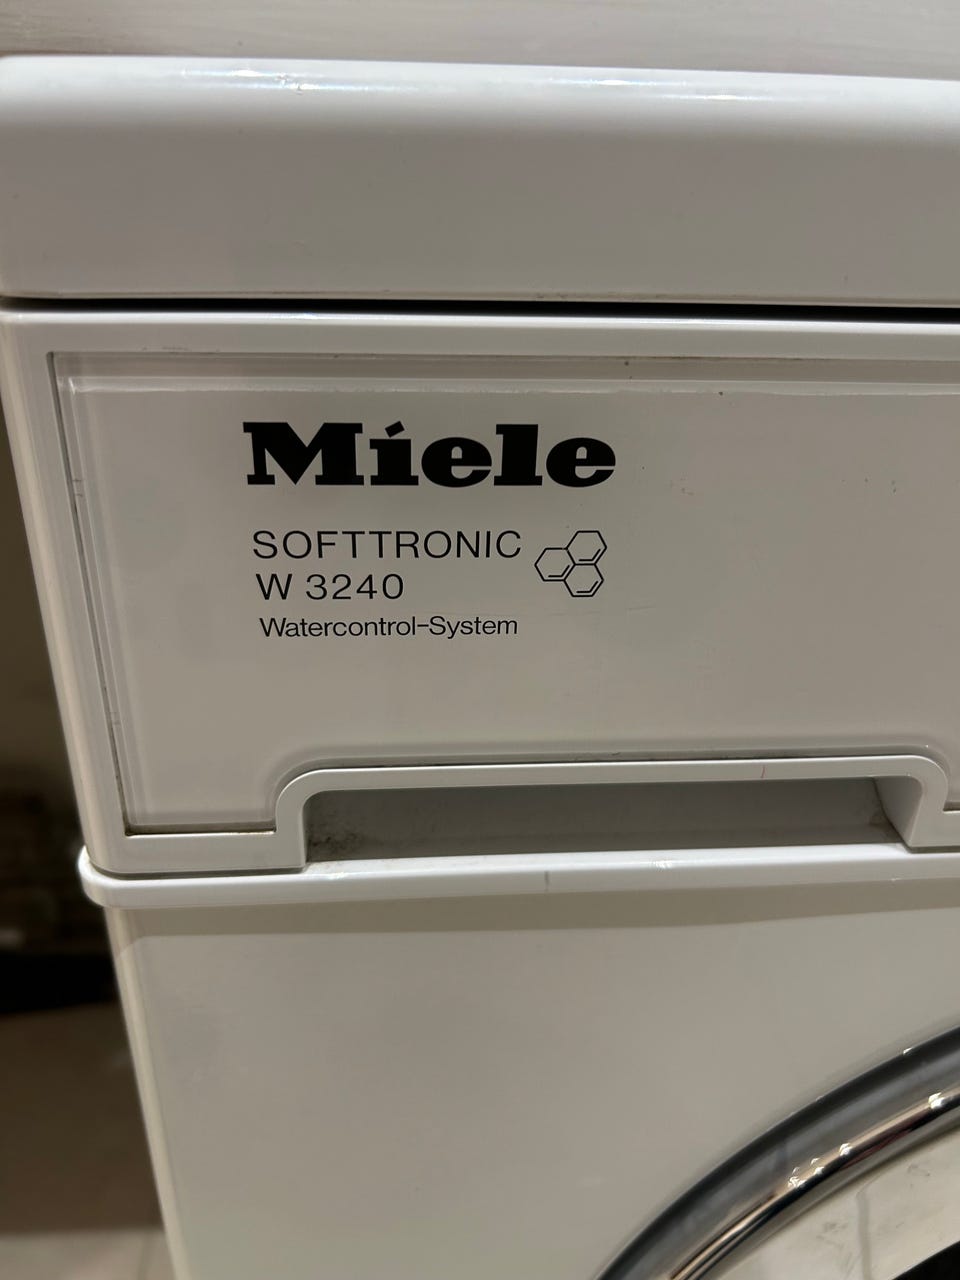 Miele
SOFTTRONIC
W 3240
Watercontrol-System